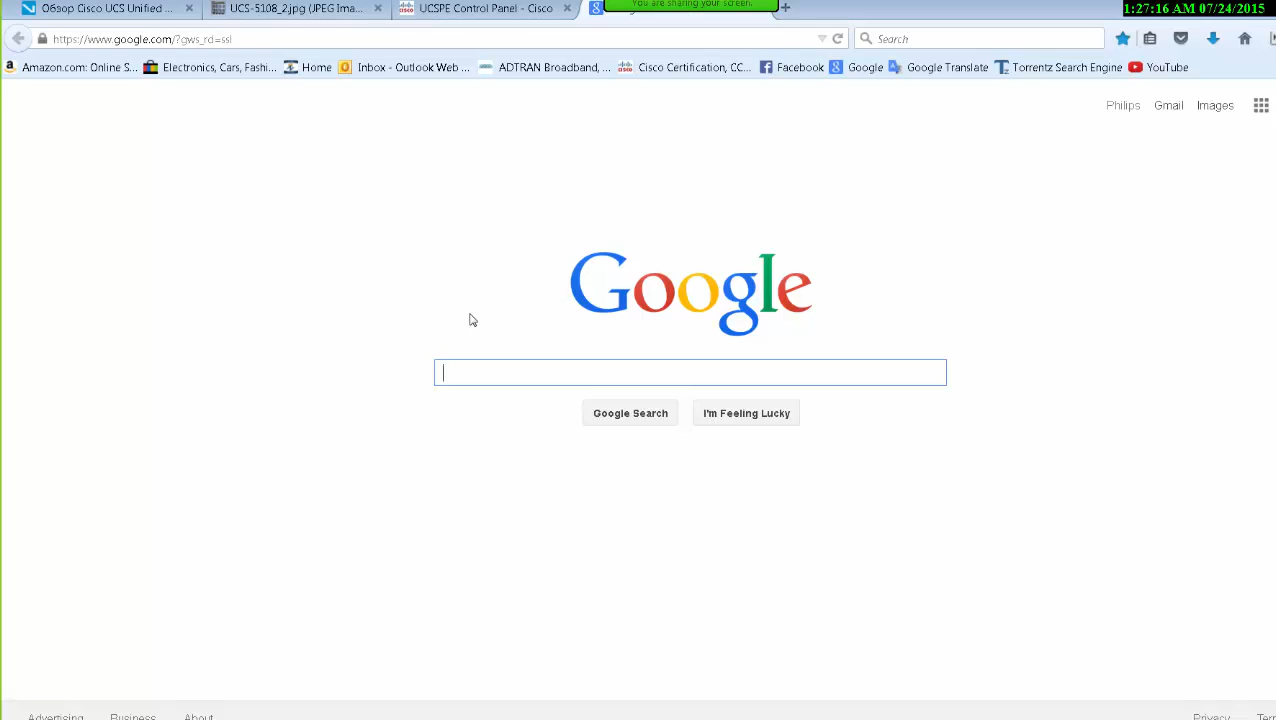 Обзор Cisco UCS Unified ... × UCS-5108_2.jpg (JPEG Ima... × UCSPE Control Panel - Cisco × You are sharing your screen. + 1:27:16 AM 07/24/2015
https://www.google.com/?gws_rd=ssl Search
Amazon.com: Online S... Electronics, Cars, Fashi... Home Inbox - Outlook Web ... ADTRAN Broadband, ... Cisco Certification, CC... Facebook Google Google Translate Torrentz Search Engine YouTube
Philips Gmail Images
Google
Google Search I'm Feeling Lucky
Advertising Business About Privacy